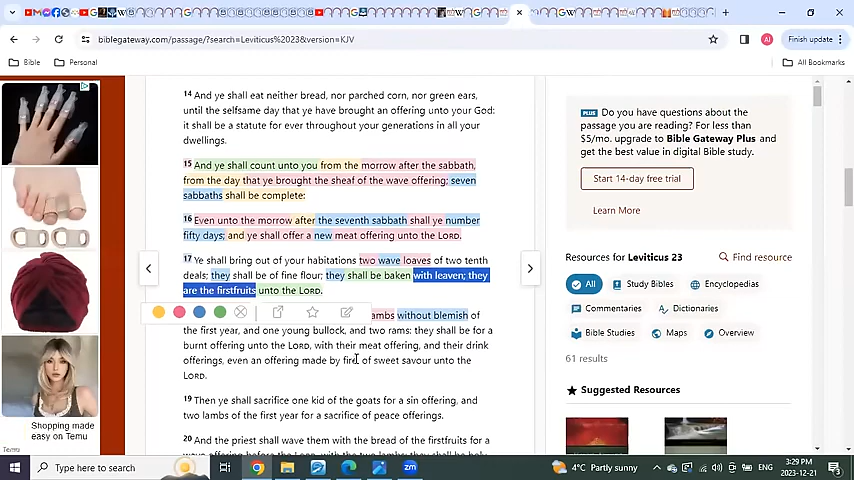 biblegateway.com/passage/?search=Leviticus%2023&version=KJV
Finish update
Bible
Personal
All Bookmarks
14 And ye shall eat neither bread, nor parched corn, nor green ears,
until the selfsame day that ye have brought an offering unto your God:
it shall be a statute for ever throughout your generations in all your
dwellings.
15 And ye shall count unto you from the morrow after the sabbath,
from the day that ye brought the sheaf of the wave offering; seven
sabbaths shall be complete:
16 Even unto the morrow after the seventh sabbath shall ye number
fifty days; and ye shall offer a new meat offering unto the LORD.
17 Ye shall bring out of your habitations two wave loaves of two tenth
deals; they shall be of fine flour; they shall be baken with leaven; they
are the firstfruits unto the LORD.
lambs without blemish of
the first year, and one young bullock, and two rams: they shall be for a
burnt offering unto the LORD, with their meat offering, and their drink
offerings, even an offering made by fire, of sweet savour unto the
LORD.
19 Then ye shall sacrifice one kid of the goats for a sin offering, and
two lambs of the first year for a sacrifice of peace offerings.
20 And the priest shall wave them with the bread of the firstfruits for
Shopping made
easy on Temu
Terms
PLUS Do you have questions about the
passage you are reading? For less than
$5/mo. upgrade to Bible Gateway Plus and
get the best value in digital Bible study.
Start 14-day free trial
Learn More
Resources for Leviticus 23
Find resource
All
Study Bibles
Encyclopedias
Commentaries
Dictionaries
Bible Studies
Maps
Overview
61 results
Suggested Resources
Type here to search
zm
4°C Partly sunny
ENG
3:29 PM
2023-12-21